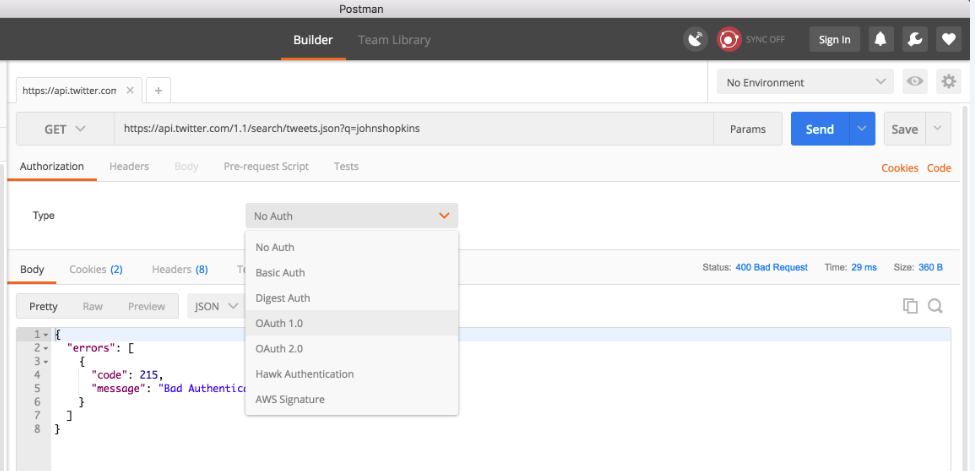 Postman
Builder Team Library SYNC OFF Sign In
https://api.twitter.com × + No Environment
GET https://api.twitter.com/1.1/search/tweets.json?q=johnshopkins Params Send Save
Authorization Headers Body Pre-request Script Tests Cookies Code
Type No Auth
No Auth
Basic Auth
Digest Auth
OAuth 1.0
OAuth 2.0
Hawk Authentication
AWS Signature
Body Cookies (2) Headers (8) Status: 400 Bad Request Time: 29 ms Size: 360 B
Pretty Raw Preview JSON
1 {
2 "errors": [
3 {
4 "code": 215,
5 "message": "Bad Authentic
6 }
7 ]
8 }